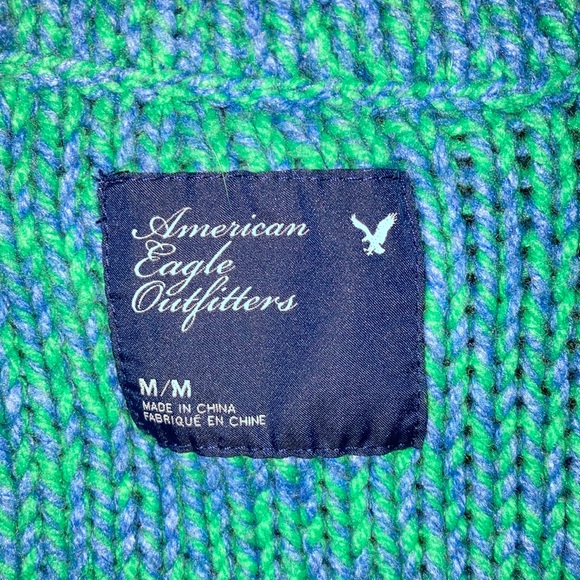 American
Eagle
Outfitters
M/M
MADE IN CHINA
FABRIQUÉ EN CHINE